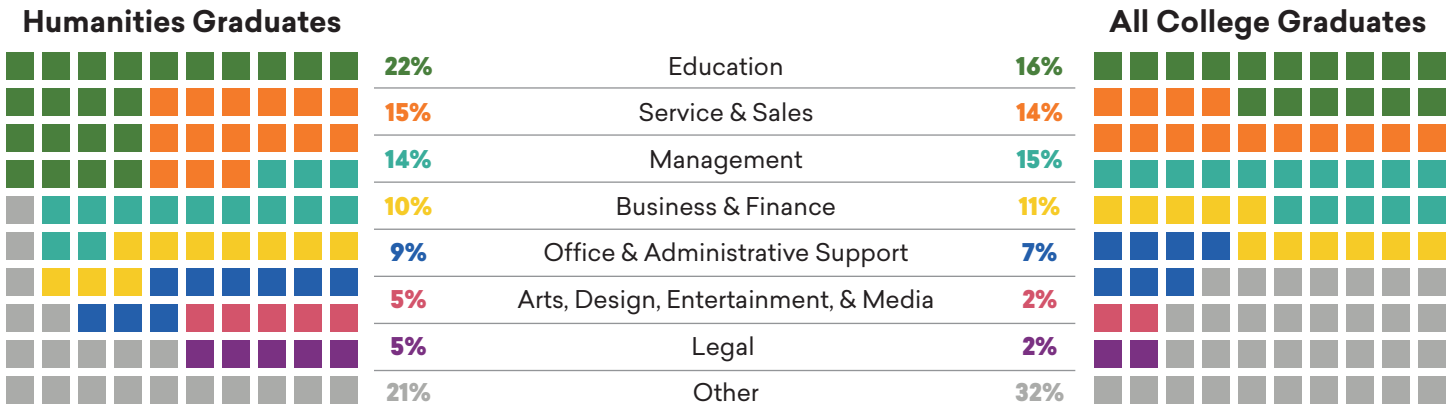 Humanities Graduates
All College Graduates
22% Education 16%
15% Service & Sales 14%
14% Management 15%
10% Business & Finance 11%
9% Office & Administrative Support 7%
5% Arts, Design, Entertainment, & Media 2%
5% Legal 2%
21% Other 32%